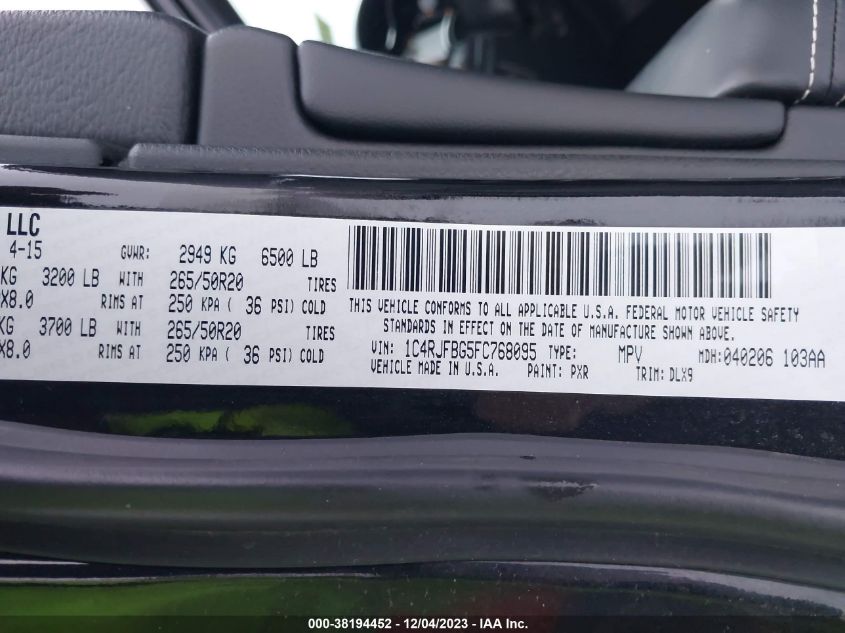 LLC
4-15 GVWR: 2949 KG 6500 LB
KG 3200 LB WITH 265/50R20 TIRES
X8.0 RIMS AT 250 KPA ( 36 PSI) COLD
KG 3700 LB WITH 265/50R20 TIRES
X8.0 RIMS AT 250 KPA ( 36 PSI) COLD
THIS VEHICLE CONFORMS TO ALL APPLICABLE U.S.A. FEDERAL MOTOR VEHICLE SAFETY
STANDARDS IN EFFECT ON THE DATE OF MANUFACTURE SHOWN ABOVE.
VIN: 1C4RJFBG5FC768095 TYPE: MPV MDH:040206 103AA
VEHICLE MADE IN U.S.A. PAINT: PXR TRIM: DLX9
000-38194452 - 12/04/2023 - IAA, Inc.